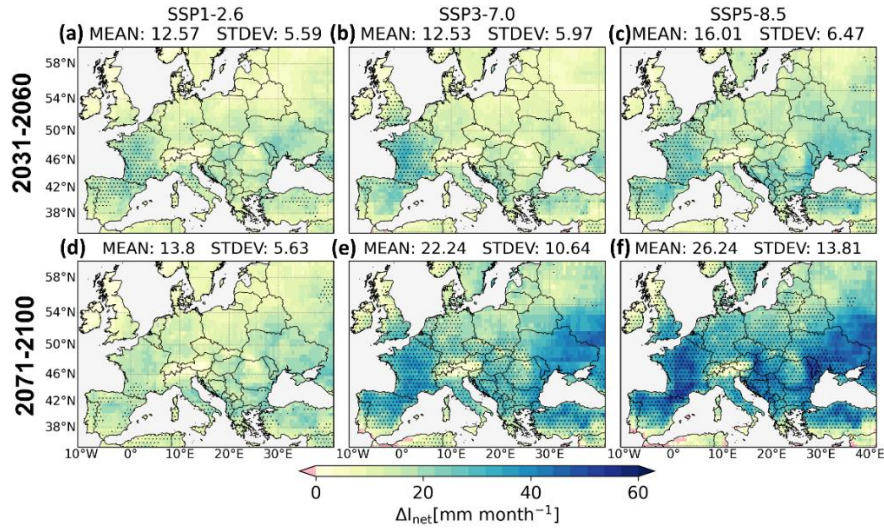 SSP1-2.6 SSP3-7.0 SSP5-8.5
(a) MEAN: 12.57 STDEV: 5.59 (b) MEAN: 12.53 STDEV: 5.97 (c) MEAN: 16.01 STDEV: 6.47
2031-2060
58°N
54°N
50°N
46°N
42°N
38°N
(d) MEAN: 13.8 STDEV: 5.63 (e) MEAN: 22.24 STDEV: 10.64 (f) MEAN: 26.24 STDEV: 13.81
2071-2100
58°N
54°N
50°N
46°N
42°N
38°N
10°W 0° 10°E 20°E 30°E 10°W 0° 10°E 20°E 30°E 10°W 0° 10°E 20°E 30°E 40°E
0 20 40 60
ΔI_net[mm month⁻¹]